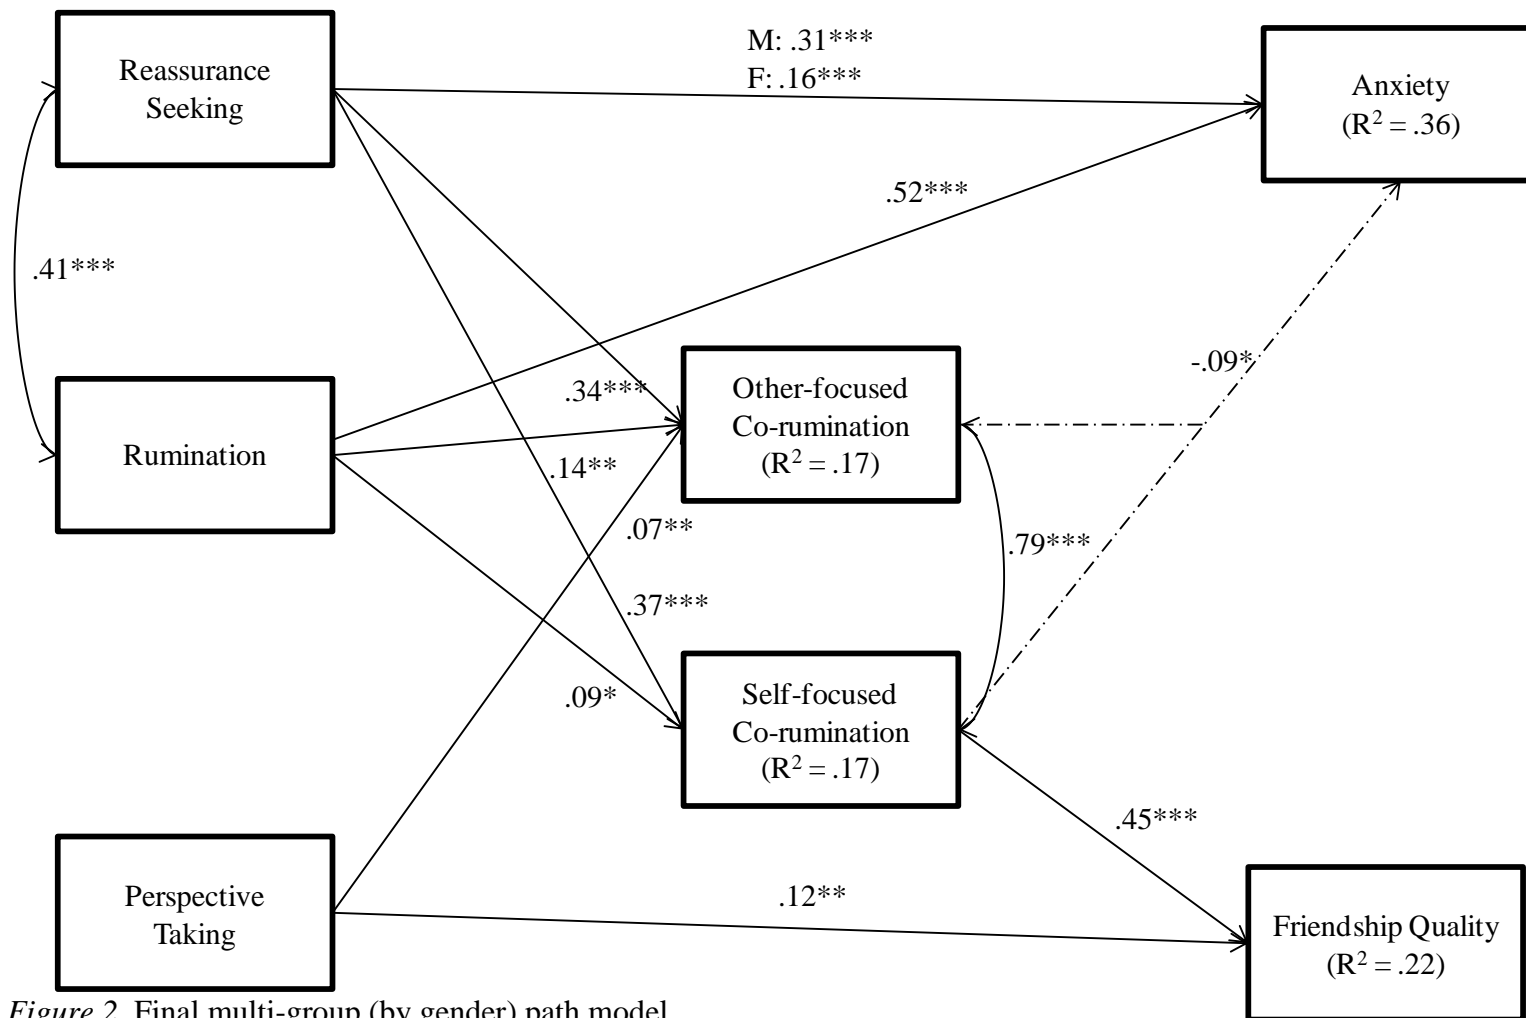 Reassurance
Seeking
M: .31***
F: .16***
Anxiety
(R² = .36)
.52***
.41***
-.09*
.34***
Other-focused
Co-rumination
(R² = .17)
Rumination
.14**
.07**
.79***
.37***
.09*
Self-focused
Co-rumination
(R² = .17)
.45***
Perspective
Taking
.12**
Friendship Quality
(R² = .22)
Figure 2. Final multi-group (by gender) path model